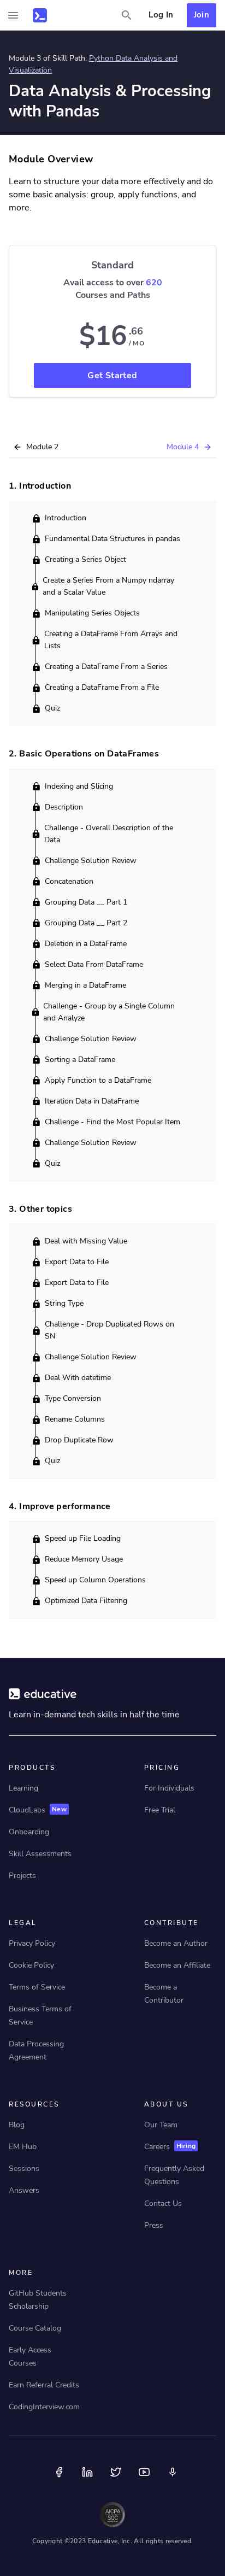 Log In
Join
Module 3 of Skill Path: Python Data Analysis and
Visualization
Data Analysis & Processing
with Pandas
Module Overview
Learn to structure your data more effectively and do
some basic analysis: group, apply functions, and
more.
Standard
Avail access to over 620
Courses and Paths
$16 .66
/ MO
Get Started
Module 2
Module 4
1. Introduction
Introduction
Fundamental Data Structures in pandas
Creating a Series Object
Create a Series From a Numpy ndarray
and a Scalar Value
Manipulating Series Objects
Creating a DataFrame From Arrays and
Lists
Creating a DataFrame From a Series
Creating a DataFrame From a File
Quiz
2. Basic Operations on DataFrames
Indexing and Slicing
Description
Challenge - Overall Description of the
Data
Challenge Solution Review
Concatenation
Grouping Data __ Part 1
Grouping Data __ Part 2
Deletion in a DataFrame
Select Data From DataFrame
Merging in a DataFrame
Challenge - Group by a Single Column
and Analyze
Challenge Solution Review
Sorting a DataFrame
Apply Function to a DataFrame
Iteration Data in DataFrame
Challenge - Find the Most Popular Item
Challenge Solution Review
Quiz
3. Other topics
Deal with Missing Value
Export Data to File
Export Data to File
String Type
Challenge - Drop Duplicated Rows on
SN
Challenge Solution Review
Deal With datetime
Type Conversion
Rename Columns
Drop Duplicate Row
Quiz
4. Improve performance
Speed up File Loading
Reduce Memory Usage
Speed up Column Operations
Optimized Data Filtering
educative
Learn in-demand tech skills in half the time
PRODUCTS
Learning
CloudLabs New
Onboarding
Skill Assessments
Projects
PRICING
For Individuals
Free Trial
LEGAL
Privacy Policy
Cookie Policy
Terms of Service
Business Terms of
Service
Data Processing
Agreement
CONTRIBUTE
Become an Author
Become an Affiliate
Become a
Contributor
RESOURCES
Blog
EM Hub
Sessions
Answers
ABOUT US
Our Team
Careers Hiring
Frequently Asked
Questions
Contact Us
Press
MORE
GitHub Students
Scholarship
Course Catalog
Early Access
Courses
Earn Referral Credits
CodingInterview.com
AICPA
SOC
Copyright ©2023 Educative, Inc. All rights reserved.